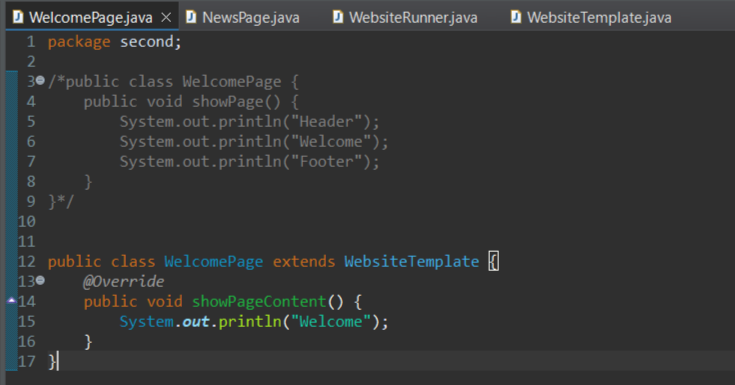 WelcomePage.java NewsPage.java WebsiteRunner.java WebsiteTemplate.java
1 package second;
2
3 /*public class WelcomePage {
4     public void showPage() {
5         System.out.println("Header");
6         System.out.println("Welcome");
7         System.out.println("Footer");
8     }
9 }*/
10
11
12 public class WelcomePage extends WebsiteTemplate {
13     @Override
14     public void showPageContent() {
15         System.out.println("Welcome");
16     }
17 }